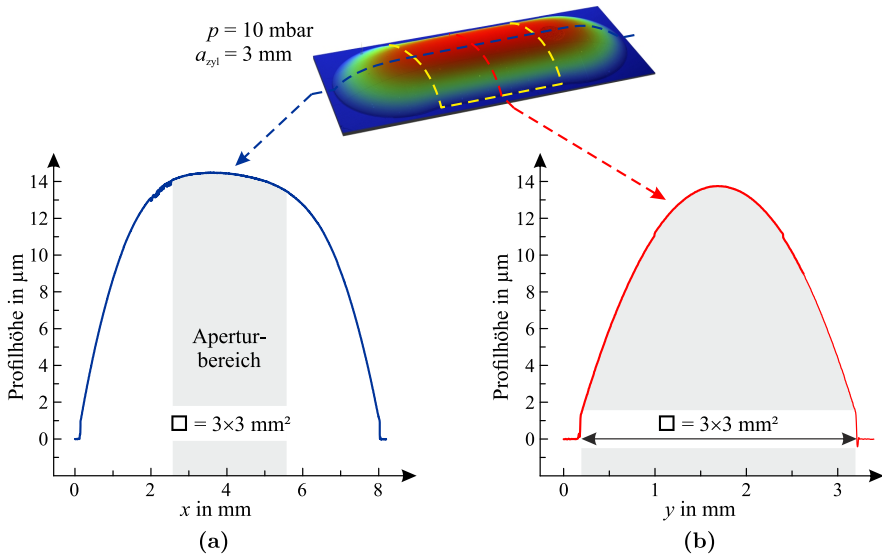 p = 10 mbar
a_zyl = 3 mm
Profilhöhe in µm
14
12
10
14
6
4
2
0
Apertur-
bereich
□ = 3×3 mm²
0 2 4 6 8
x in mm
(a)
Profilhöhe in µm
14
12
10
14
6
4
2
0
□ = 3×3 mm²
0 1 2 3
y in mm
(b)